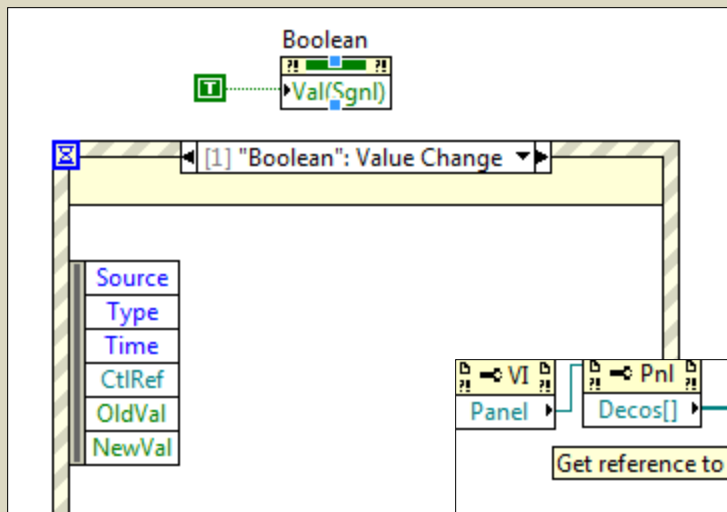 Boolean
?! ?!
T
Val(Sgnl)
[1] "Boolean": Value Change
Source
Type
Time
CtlRef
OldVal
NewVal
?! VI ?!
Panel
?! Pnl ?!
Decos[]
Get reference to